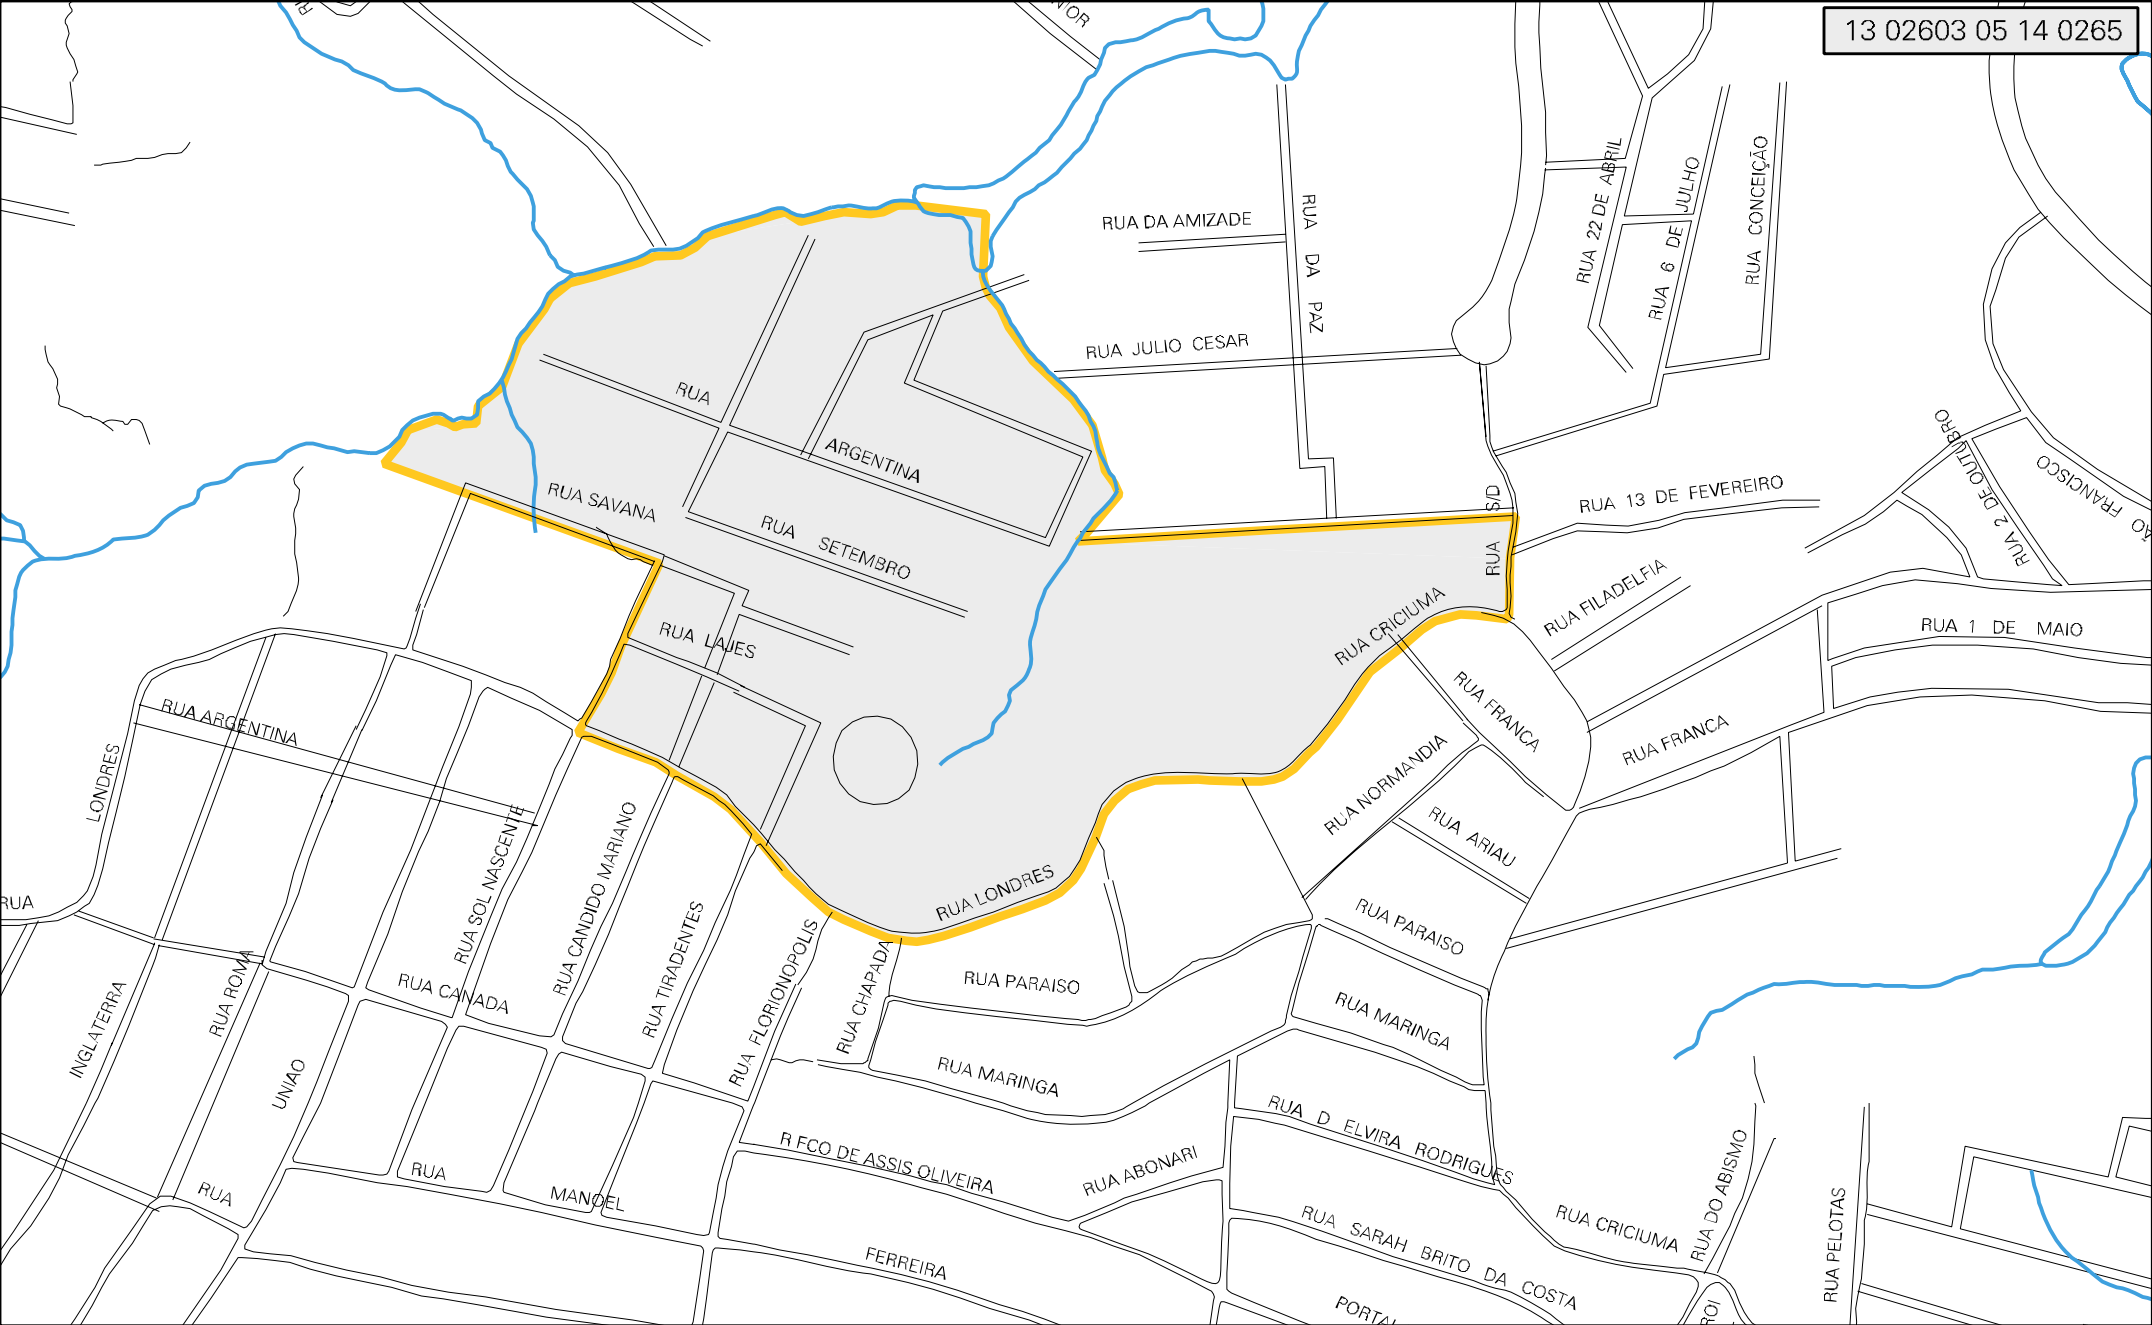 13 02603 05 14 0265
RUA DA AMIZADE
RUA DA PAZ
RUA JULIO CESAR
RUA 22 DE ABRIL
RUA 6 DE JULHO
RUA CONCEIÇÃO
RUA 2 DE OUTUBRO
FRANCISCO
RUA 13 DE FEVEREIRO
RUA S/D
RUA FILADELFIA
RUA 1 DE MAIO
RUA ARGENTINA
RUA SAVANA
RUA SETEMBRO
RUA LAJES
RUA CRICIUMA
RUA FRANCA
RUA FRANCA
RUA NORMANDIA
RUA ARIAU
RUA PARAISO
RUA MARINGA
RUA LONDRES
RUA ARGENTINA
LONDRES
RUA
RUA SOL NASCENTE
RUA CANDIDO MARIANO
RUA TIRADENTES
RUA FLORIONOPOLIS
RUA CHAPADA
RUA PARAISO
RUA MARINGA
RUA CANADA
RUA ROMA
INGLATERRA
UNIAO
RUA
RUA MANOEL
FERREIRA
R FCO DE ASSIS OLIVEIRA
RUA ABONARI
RUA D ELVIRA RODRIGUES
RUA SARAH BRITO DA COSTA
RUA CRICIUMA
RUA DO ABISMO
RUA PELOTAS